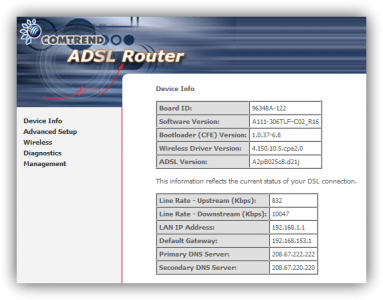 COMTREND
ADSL Router
Device Info
Advanced Setup
Wireless
Diagnostics
Management
Device Info
Board ID: 96348A-122
Software Version: A111-306TLF-C02_R16
Bootloader (CFE) Version: 1.0.37-6.8
Wireless Driver Version: 4.150.10.5.cpe2.0
ADSL Version: A2pB025c8.d21j
This information reflects the current status of your DSL connection.
Line Rate - Upstream (Kbps): 832
Line Rate - Downstream (Kbps): 10047
LAN IP Address: 192.168.1.1
Default Gateway: 192.168.153.1
Primary DNS Server: 208.67.222.222
Secondary DNS Server: 208.67.220.220